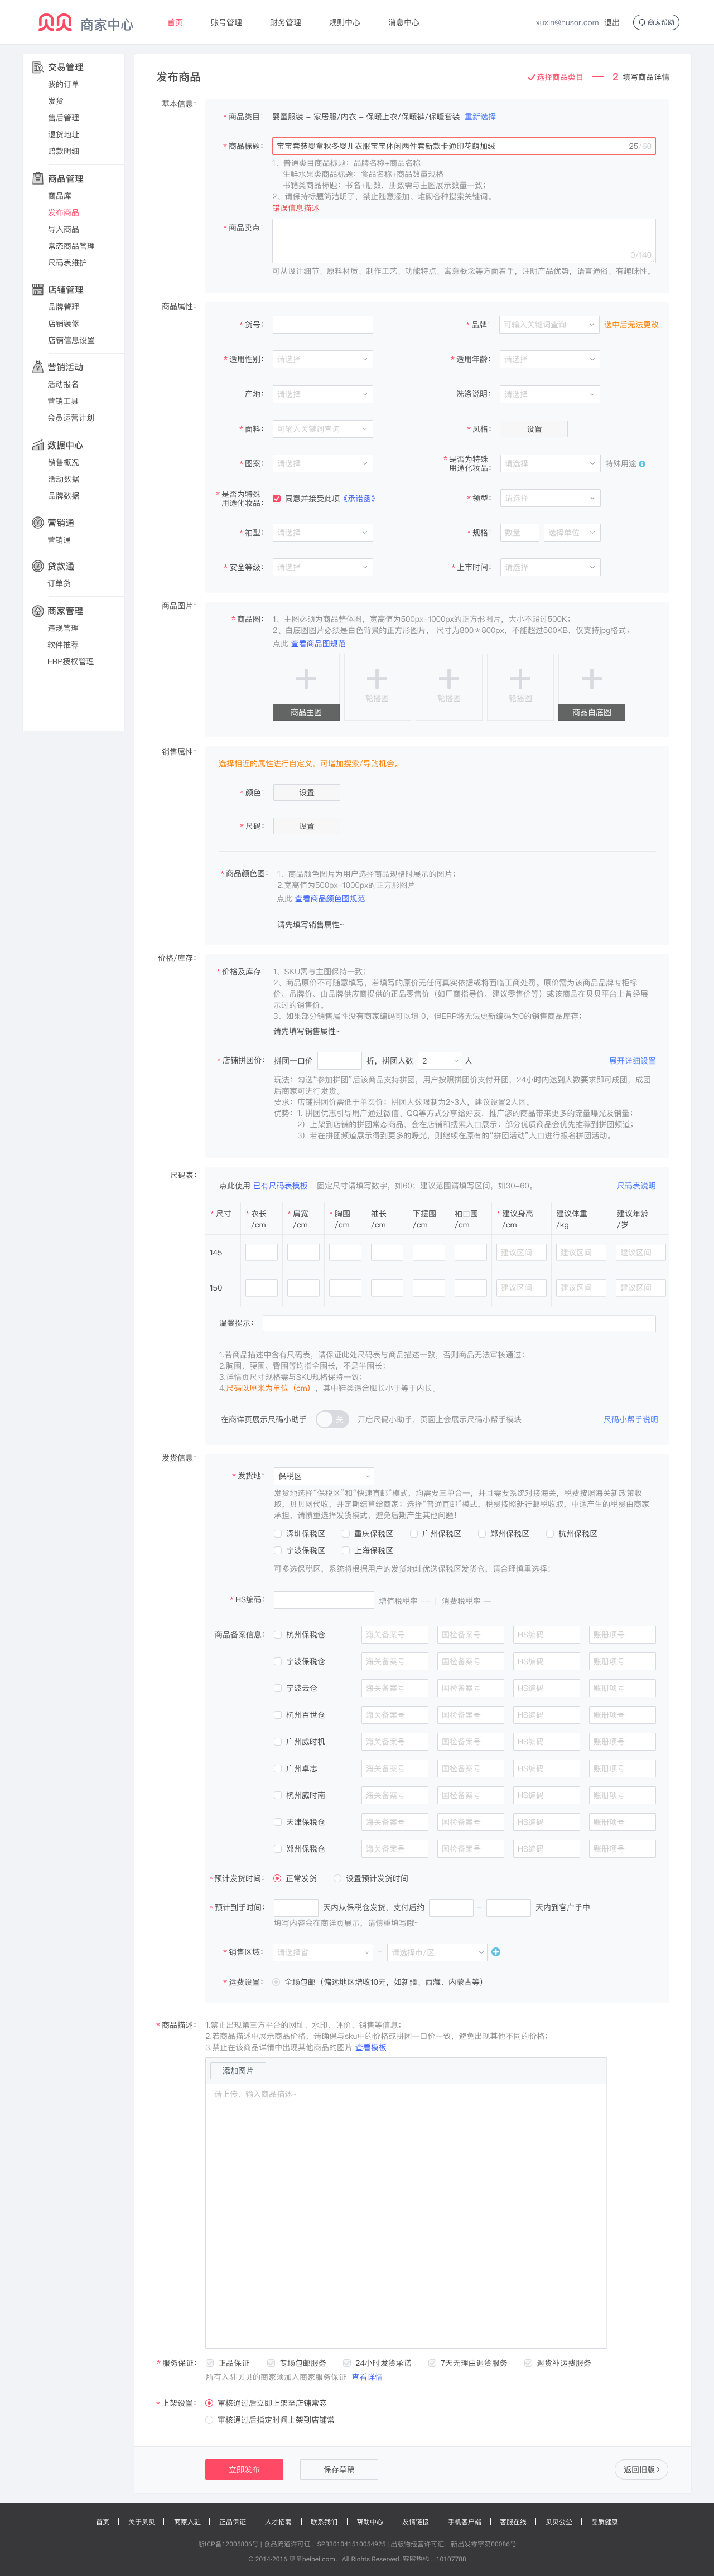 贝贝 商家中心 首页 账号管理 财务管理 规则中心 消息中心 xuxin@husor.com 退出 商家帮助
交易管理
我的订单
发货
售后管理
退货地址
赔款明细
商品管理
商品库
发布商品
导入商品
常态商品管理
尺码表维护
店铺管理
品牌管理
店铺装修
店铺信息设置
营销活动
活动报名
营销工具
会员运营计划
数据中心
销售概况
活动数据
品牌数据
营销通
营销通
贷款通
订单贷
商家管理
违规管理
软件推荐
ERP授权管理
发布商品 选择商品类目 2 填写商品详情
基本信息：
*商品类目： 婴童服装 - 家居服/内衣 - 保暖上衣/保暖裤/保暖套装 重新选择
*商品标题： 宝宝套装婴童秋冬婴儿衣服宝宝休闲两件套新款卡通印花萌加绒 25/60
1、普通类目商品标题：品牌名称+商品名称
生鲜水果类商品标题：食品名称+商品数量规格
书籍类商品标题：书名+册数，册数需与主图展示数量一致；
2、请保持标题简洁明了，禁止随意添加、堆砌各种搜索关键词。
错误信息描述
*商品卖点：
0/140
可从设计细节、原料材质、制作工艺、功能特点、寓意概念等方面着手，注明产品优势，语言通俗、有趣味性。
商品属性：
*货号： *品牌： 可输入关键词查询 选中后无法更改
*适用性别： 请选择 *适用年龄： 请选择
产地： 请选择 洗涤说明： 请选择
*面料： 可输入关键词查询 *风格： 设置
*图案： 请选择 *是否为特殊用途化妆品： 请选择 特殊用途
*是否为特殊用途化妆品： 同意并接受此项《承诺函》 *领型： 请选择
*袖型： 请选择 *规格： 数量 选择单位
*安全等级： 请选择 *上市时间： 请选择
商品图片：
*商品图： 1、主图必须为商品整体图，宽高值为500px-1000px的正方形图片，大小不超过500K；
2、白底图图片必须是白色背景的正方形图片， 尺寸为800＊800px，不能超过500KB，仅支持jpg格式；
点此 查看商品图规范
商品主图 轮播图 轮播图 轮播图 商品白底图
销售属性：
选择相近的属性进行自定义，可增加搜索/导购机会。
*颜色： 设置
*尺码： 设置
*商品颜色图： 1、商品颜色图片为用户选择商品规格时展示的图片；
2.宽高值为500px-1000px的正方形图片
点此 查看商品颜色图规范
请先填写销售属性~
价格/库存：
*价格及库存： 1、SKU需与主图保持一致；
2、商品原价不可随意填写，若填写的原价无任何真实依据或将面临工商处罚。原价需为该商品品牌专柜标
价、吊牌价、由品牌供应商提供的正品零售价（如厂商指导价、建议零售价等）或该商品在贝贝平台上曾经展
示过的销售价。
3、如果部分销售属性没有商家编码可以填 0，但ERP将无法更新编码为0的销售商品库存；
请先填写销售属性~
*店铺拼团价： 拼团一口价 折，拼团人数 2 人 展开详细设置
玩法：勾选“参加拼团”后该商品支持拼团，用户按照拼团价支付开团，24小时内达到人数要求即可成团，成团
后商家可进行发货。
要求：店铺拼团价需低于单买价；拼团人数限制为2-3人，建议设置2人团。
优势：1. 拼团优惠引导用户通过微信、QQ等方式分享给好友，推广您的商品带来更多的流量曝光及销量；
2）上架到店铺的拼团常态商品，会在店铺和搜索入口展示；部分优质商品会优先推荐到拼团频道；
3）若在拼团频道展示得到更多的曝光，则继续在原有的“拼团活动”入口进行报名拼团活动。
尺码表：
点此使用 已有尺码表模板 固定尺寸请填写数字，如60；建议范围请填写区间，如30-60。 尺码表说明
*尺寸 *衣长/cm *肩宽/cm *胸围/cm 袖长/cm 下摆围/cm 袖口围/cm *建议身高/cm 建议体重/kg 建议年龄/岁
145 建议区间 建议区间 建议区间
150 建议区间 建议区间 建议区间
温馨提示：
1.若商品描述中含有尺码表，请保证此处尺码表与商品描述一致，否则商品无法审核通过；
2.胸围、腰围、臀围等均指全围长，不是半围长；
3.详情页尺寸规格需与SKU规格保持一致；
4.尺码以厘米为单位（cm），其中鞋类适合脚长小于等于内长。
在商详页展示尺码小助手 关 开启尺码小助手，页面上会展示尺码小帮手模块 尺码小帮手说明
发货信息：
*发货地： 保税区
发货地选择“保税区”和“快速直邮”模式，均需要三单合一，并且需要系统对接海关，税费按照海关新政策收
取，贝贝网代收，并定期结算给商家；选择“普通直邮”模式，税费按照新行邮税收取，中途产生的税费由商家
承担，请慎重选择发货模式，避免后期产生其他问题！
深圳保税区 重庆保税区 广州保税区 郑州保税区 杭州保税区
宁波保税区 上海保税区
可多选保税区，系统将根据用户的发货地址优选保税区发货仓，请合理慎重选择！
*HS编码： 增值税税率 -- ｜ 消费税税率 —
商品备案信息： 杭州保税仓 海关备案号 国检备案号 HS编码 账册项号
宁波保税仓 海关备案号 国检备案号 HS编码 账册项号
宁波云仓 海关备案号 国检备案号 HS编码 账册项号
杭州百世仓 海关备案号 国检备案号 HS编码 账册项号
广州威时机 海关备案号 国检备案号 HS编码 账册项号
广州卓志 海关备案号 国检备案号 HS编码 账册项号
杭州威时南 海关备案号 国检备案号 HS编码 账册项号
天津保税仓 海关备案号 国检备案号 HS编码 账册项号
郑州保税仓 海关备案号 国检备案号 HS编码 账册项号
*预计发货时间： 正常发货 设置预计发货时间
*预计到手时间： 天内从保税仓发货，支付后约 - 天内到客户手中
填写内容会在商详页展示，请慎重填写哦~
*销售区域： 请选择省 - 请选择市/区
*运费设置： 全场包邮（偏远地区增收10元，如新疆、西藏、内蒙古等）
*商品描述： 1.禁止出现第三方平台的网址、水印、评价、销售等信息；
2.若商品描述中展示商品价格，请确保与sku中的价格或拼团一口价一致，避免出现其他不同的价格；
3.禁止在该商品详情中出现其他商品的图片 查看模板
添加图片
请上传、输入商品描述~
*服务保证： 正品保证 专场包邮服务 24小时发货承诺 7天无理由退货服务 退货补运费服务
所有入驻贝贝的商家须加入商家服务保证 查看详情
*上架设置： 审核通过后立即上架至店铺常态
审核通过后指定时间上架到店铺常
立即发布 保存草稿 返回旧版
首页 | 关于贝贝 | 商家入驻 | 正品保证 | 人才招聘 | 联系我们 | 帮助中心 | 友情链接 | 手机客户端 | 客服在线 | 贝贝公益 | 品质健康
浙ICP备12005806号 | 食品流通许可证：SP3301041510054925 | 出版物经营许可证：新出发零字第00086号
© 2014-2016 贝贝beibei.com，All Rights Reserved. 客服热线：10107788